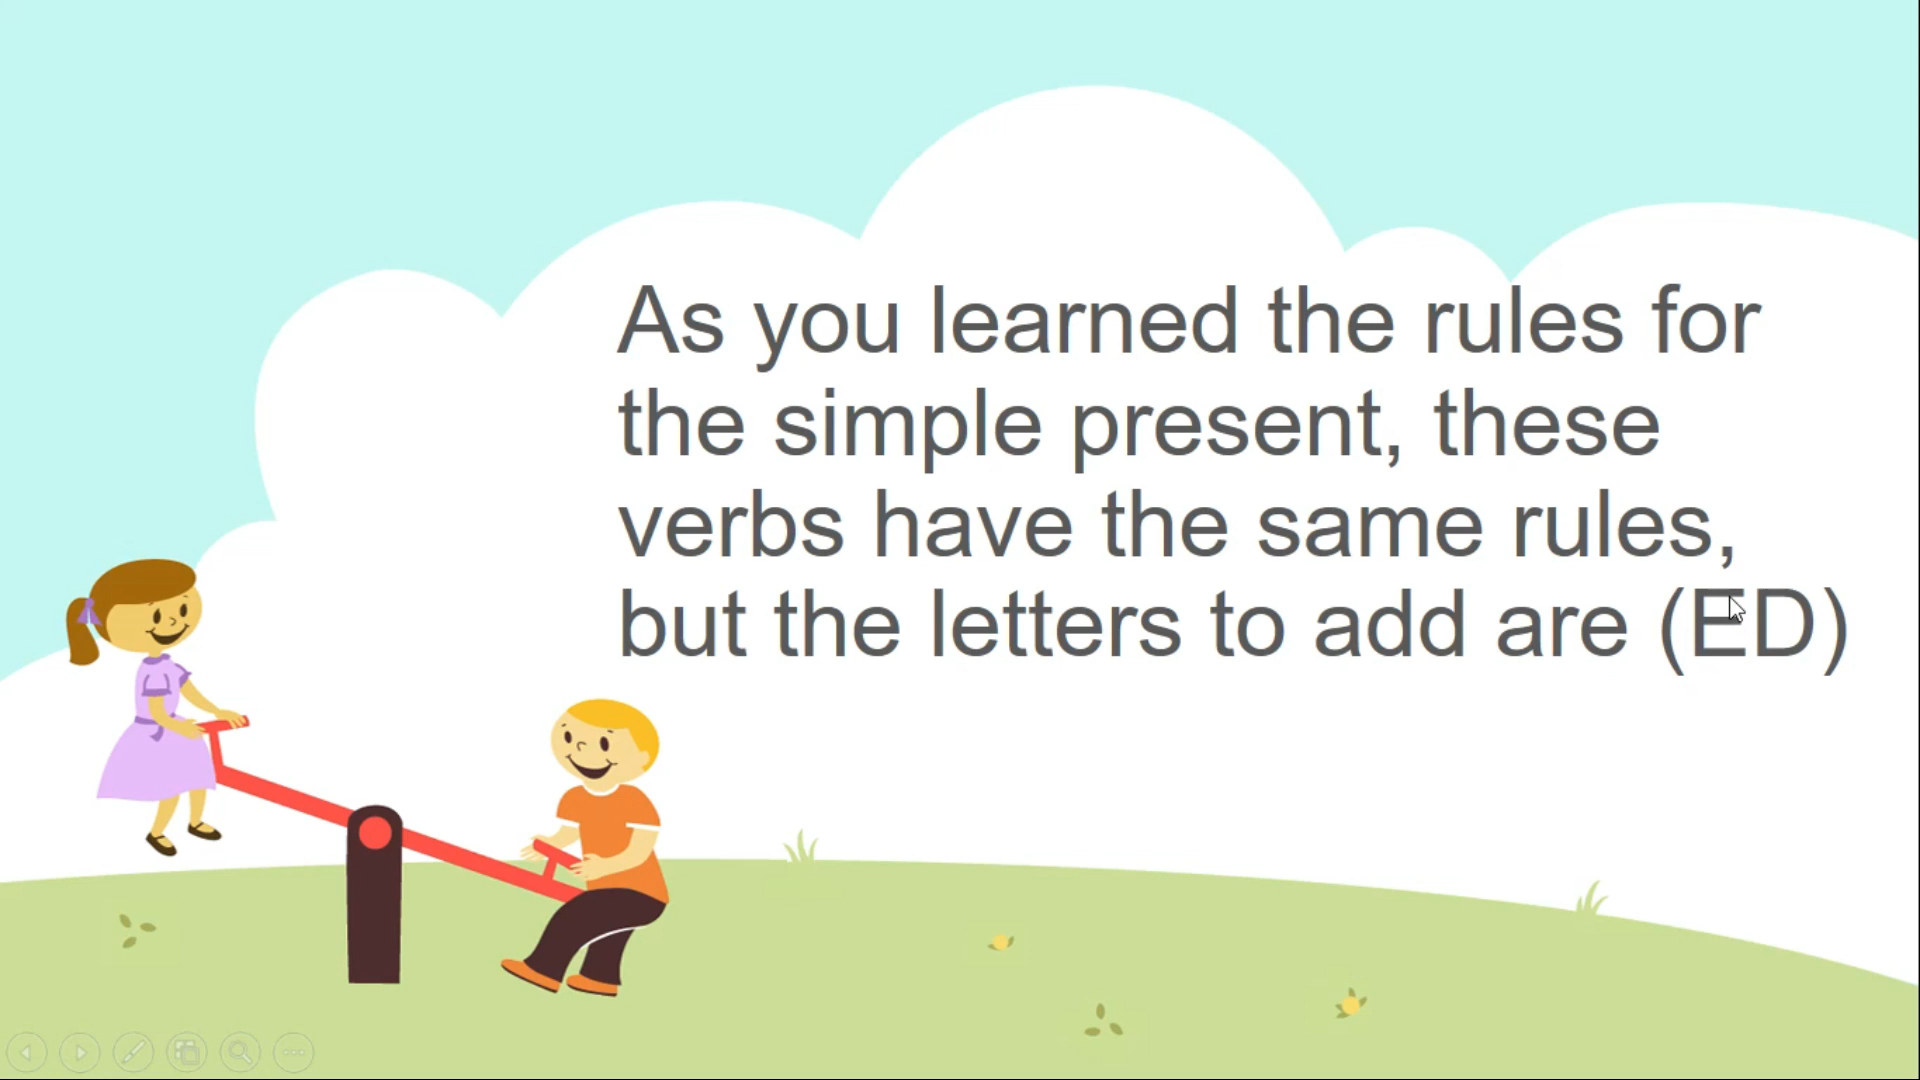 As you learned the rules for
the simple present, these
verbs have the same rules,
but the letters to add are (ED)